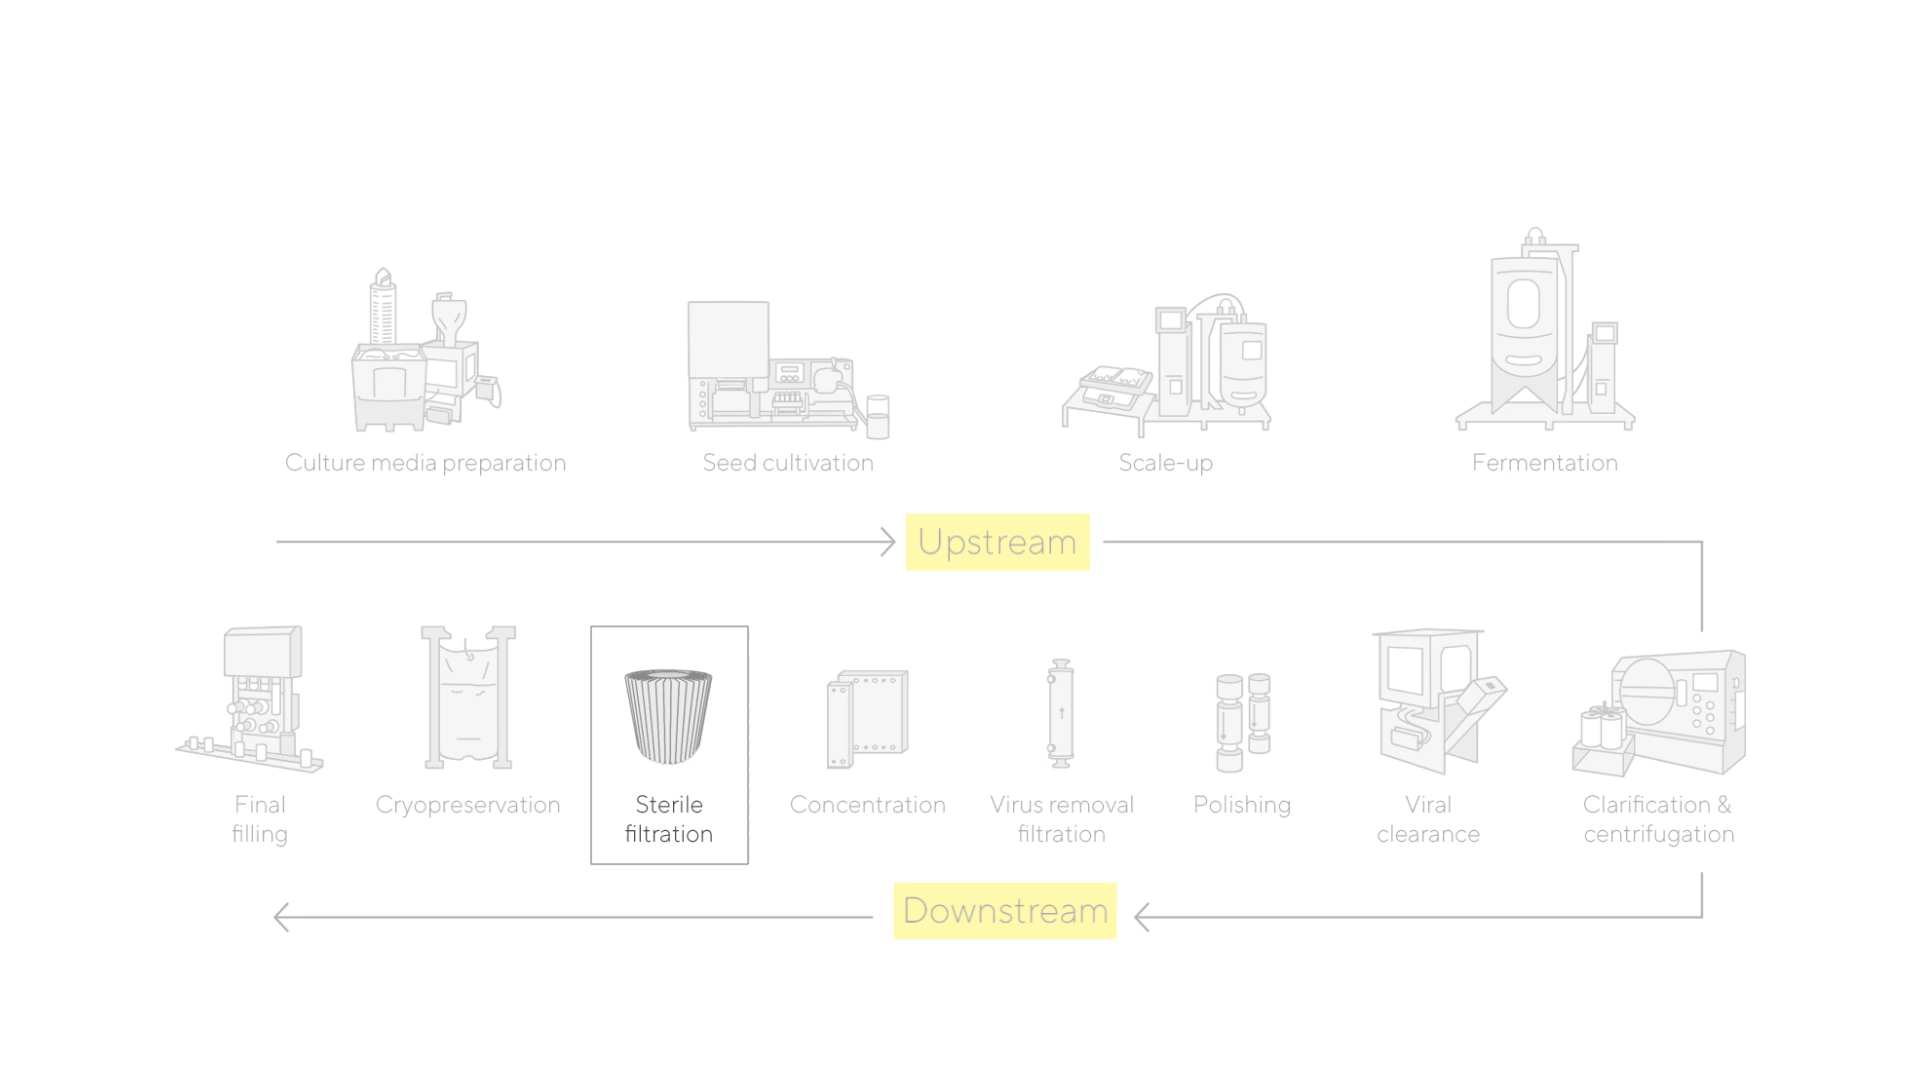 Culture media preparation
Seed cultivation
Scale-up
Fermentation
Upstream
Final
filling
Cryopreservation
Sterile
filtration
Concentration
Virus removal
filtration
Polishing
Viral
clearance
Clarification &
centrifugation
Downstream